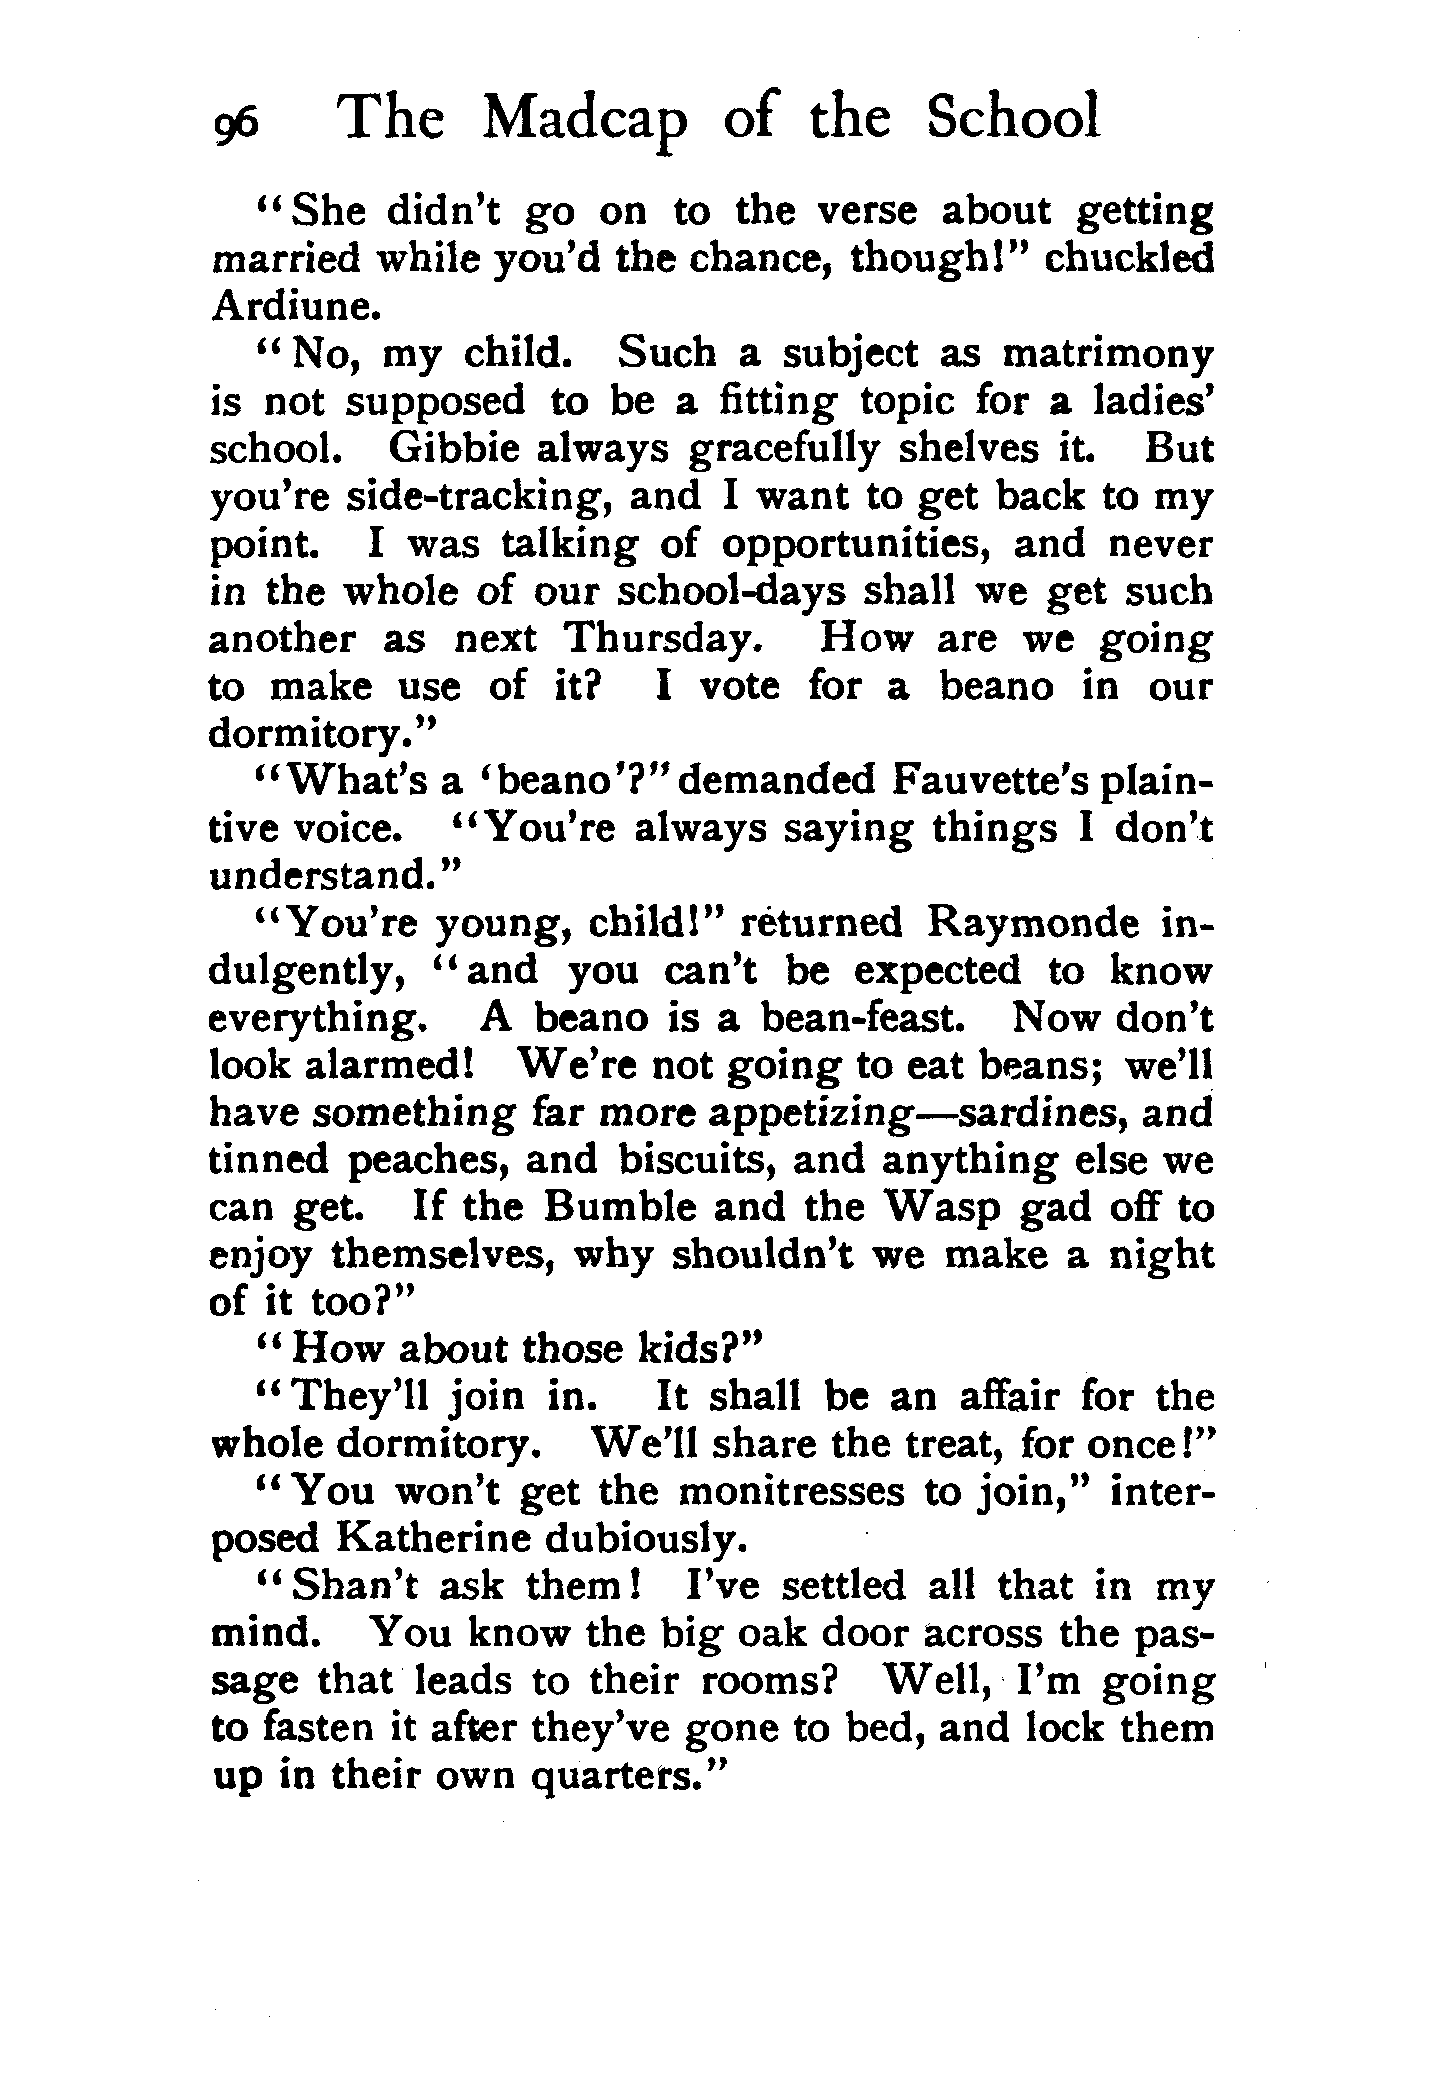 96 The Madcap of the School
“She didn't go on to the verse about getting
married while you'd the chance, though!” chuckled
Ardiune.
“No, my child. Such a subject as matrimony
is not supposed to be a fitting topic for a ladies'
school. Gibbie always gracefully shelves it. But
you're side-tracking, and I want to get back to my
point. I was talking of opportunities, and never
in the whole of our school-days shall we get such
another as next Thursday. How are we going
to make use of it? I vote for a beano in our
dormitory.”
“What's a ‘beano’?” demanded Fauvette's plain-
tive voice. “You're always saying things I don't
understand.”
“You're young, child!” returned Raymonde in-
dulgently, “and you can't be expected to know
everything. A beano is a bean-feast. Now don't
look alarmed! We're not going to eat beans; we'll
have something far more appetizing—sardines, and
tinned peaches, and biscuits, and anything else we
can get. If the Bumble and the Wasp gad off to
enjoy themselves, why shouldn't we make a night
of it too?”
“How about those kids?”
“They'll join in. It shall be an affair for the
whole dormitory. We'll share the treat, for once!”
“You won't get the monitresses to join,” inter-
posed Katherine dubiously.
“Shan't ask them! I've settled all that in my
mind. You know the big oak door across the pas-
sage that leads to their rooms? Well, I'm going
to fasten it after they've gone to bed, and lock them
up in their own quarters.”